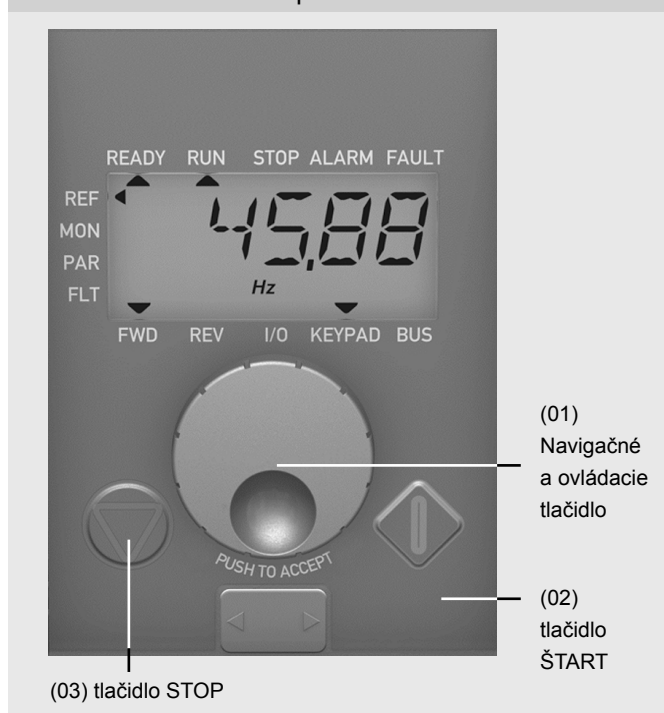 READY RUN STOP ALARM FAULT
REF
MON
PAR
FLT
45,88
Hz
FWD REV I/O KEYPAD BUS
PUSH TO ACCEPT
(01)
Navigačné
a ovládacie
tlačidlo
(02)
tlačidlo
ŠTART
(03) tlačidlo STOP